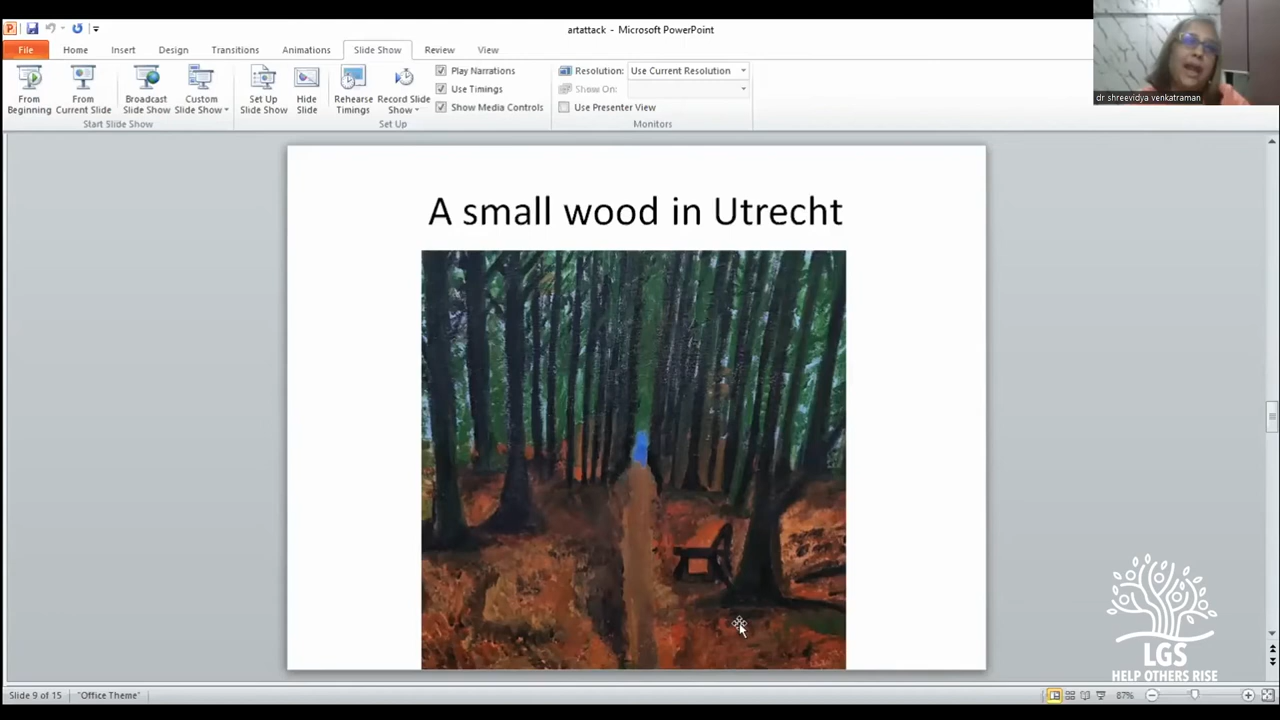 artattack - Microsoft PowerPoint
File Home Insert Design Transitions Animations Slide Show Review View
From Beginning
From Current Slide
Broadcast Slide Show
Custom Slide Show
Set Up Slide Show
Hide Slide
Rehearse Timings
Record Slide Show
Play Narrations
Use Timings
Show Media Controls
Resolution: Use Current Resolution
Show On:
Use Presenter View
Start Slide Show
Set Up
Monitors
dr shreevidya venkatraman
A small wood in Utrecht
LGS
HELP OTHERS RISE
Slide 9 of 15 "Office Theme" 87%